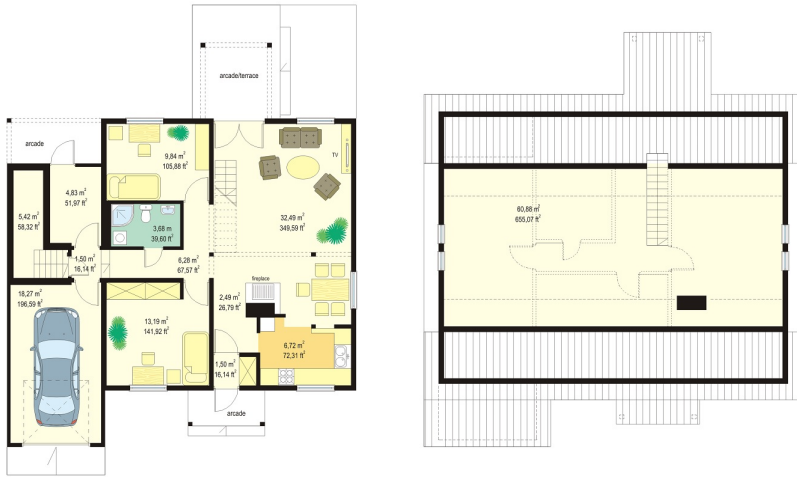 arcade/terrace
arcade
9,84 m²
105,88 ft²
TV
4,83 m²
51,97 ft²
5,42 m²
58,32 ft²
3,68 m
39,60 ft²
32,49 m²
349,59 ft²
60,88 m²
655,07 ft²
1,50 m²
16,14 ft²
6,28 m²
67,57 ft²
fireplace
18,27 m²
196,59 ft²
2,49 m²
26,79 ft²
13,19 m²
141,92 ft²
6,72 m²
72,31 ft²
1,50 m²
16,14 ft²
arcade